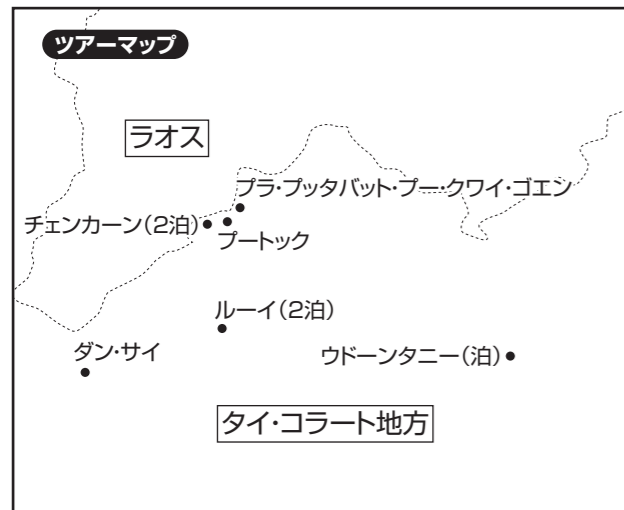 ツアーマップ
ラオス
プラ・プッタバット・プー・クワイ・ゴエン
チェンカーン(2泊)
プートック
ルーイ(2泊)
ダン・サイ
ウドーンタニー(泊)
タイ・コラート地方